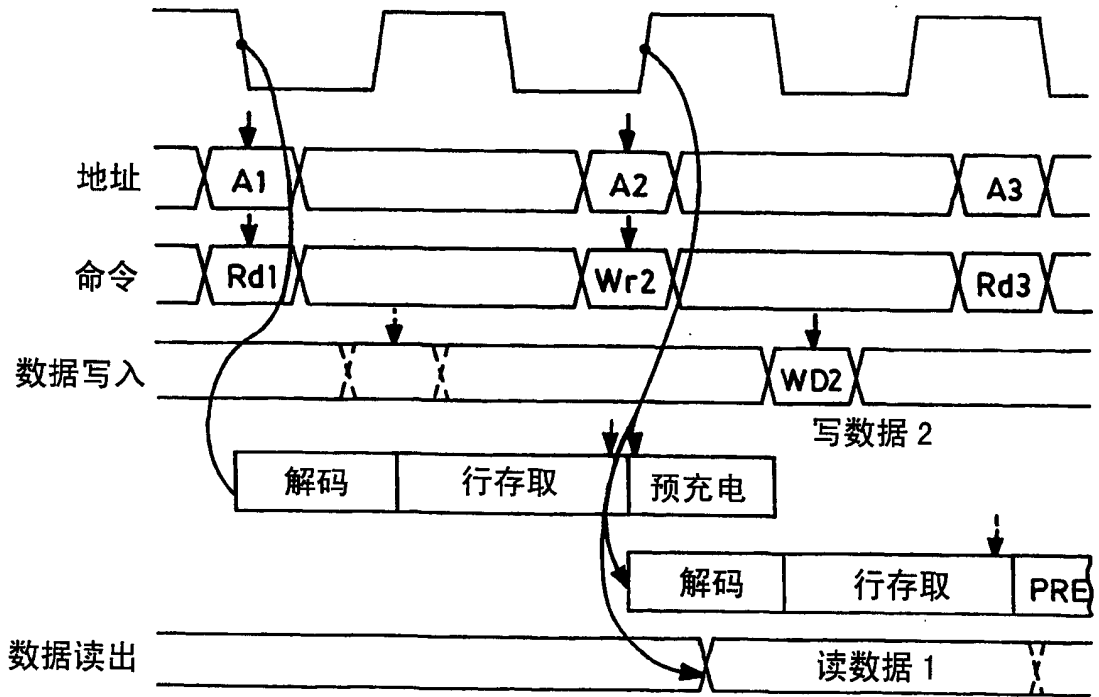 地址 A1 A2 A3
命令 Rd1 Wr2 Rd3
数据写入 WD2
写数据 2
解码 行存取 预充电
解码 行存取 PRE
数据读出 读数据 1